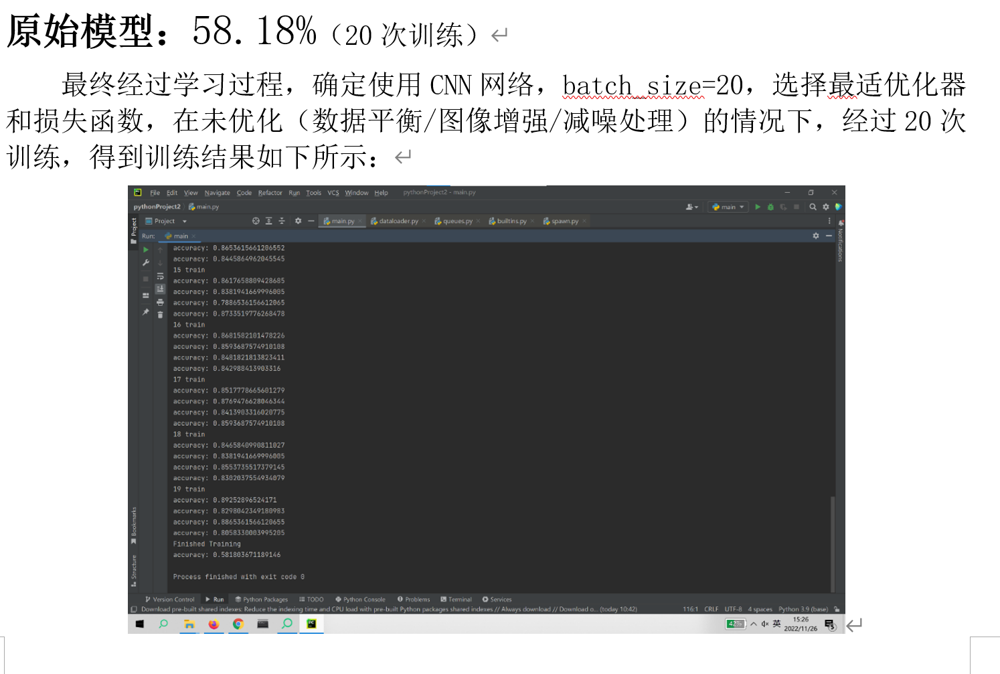 原始模型：58.18%（20 次训练）
最终经过学习过程，确定使用 CNN 网络，batch_size=20，选择最适优化器
和损失函数，在未优化（数据平衡/图像增强/减噪处理）的情况下，经过 20 次
训练，得到训练结果如下所示：
File Edit View Navigate Code Refactor Run Tools VCS Window Help pythonProject2 - main.py
pythonProject2 main.py main
Project main.py dataloader.py queues.py builtins.py spawn.py
Project
Notifications
Run: main
accuracy: 0.8653615661206552
accuracy: 0.8445864962045545
15 train
accuracy: 0.8617658809428685
accuracy: 0.8381941669996005
accuracy: 0.7886536156612065
accuracy: 0.8733519776268478
16 train
accuracy: 0.8681582101478226
accuracy: 0.8593687574910108
accuracy: 0.8481821813823411
accuracy: 0.842988413903316
17 train
accuracy: 0.8517778665601279
accuracy: 0.8769476628046344
accuracy: 0.8413903316020775
accuracy: 0.8593687574910108
18 train
accuracy: 0.8465840990811027
accuracy: 0.8381941669996005
accuracy: 0.8553735517379145
accuracy: 0.8302037554934079
19 train
accuracy: 0.89252896524171
accuracy: 0.8298042349180983
accuracy: 0.8865361566120655
accuracy: 0.8058330003995205
Finished Training
accuracy: 0.581803671189146
Process finished with exit code 0
Bookmarks
Structure
Version Control Run Python Packages TODO Python Console Problems Terminal Services
Download pre-built shared indexes: Reduce the indexing time and CPU load with pre-built Python packages shared indexes // Always download // Download o... (today 10:42) 116:1 CRLF UTF-8 4 spaces Python 3.9 (base)
42% 英 15:26
2022/11/26 5